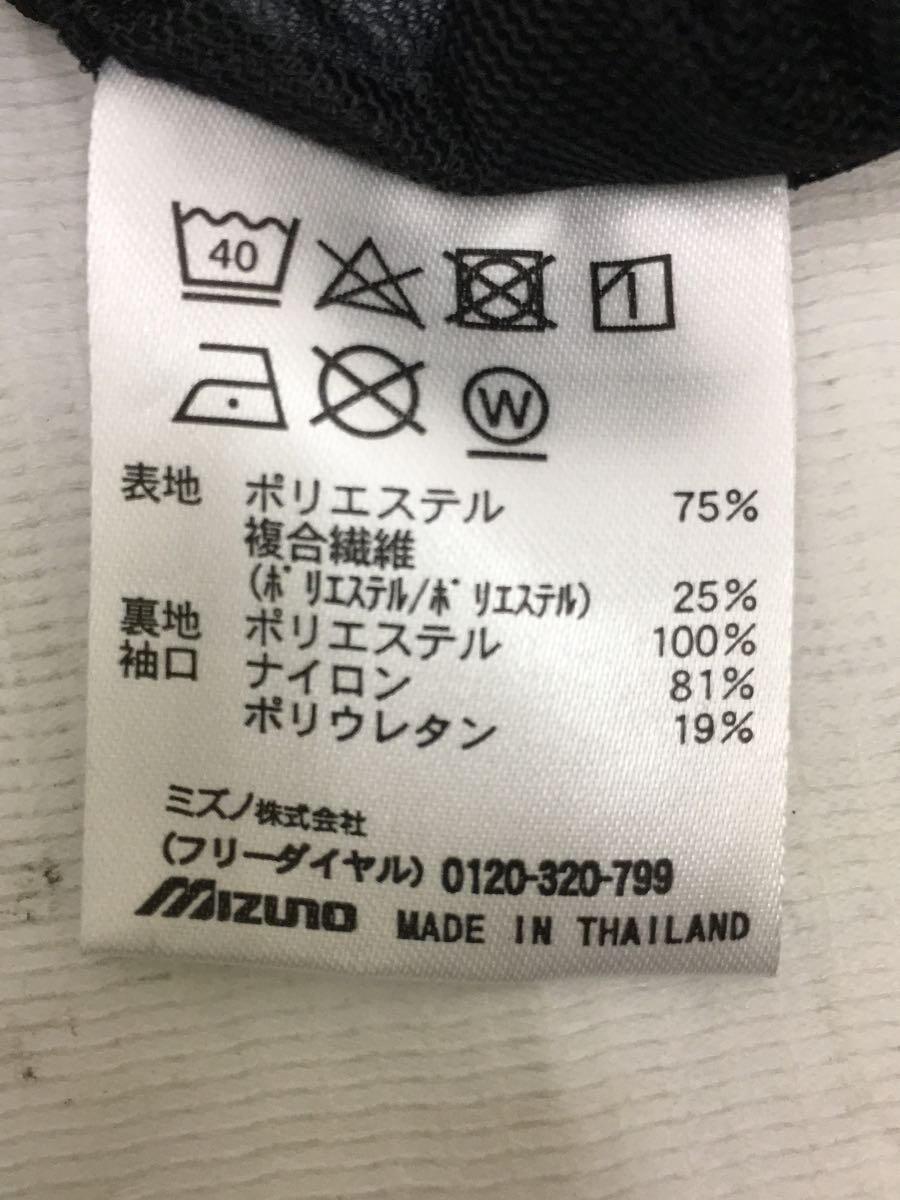 40
W
表地 ポリエステル 75%
複合繊維
(ポリエステル/ポリエステル) 25%
裏地 ポリエステル 100%
袖口 ナイロン 81%
ポリウレタン 19%
ミズノ株式会社
(フリーダイヤル) 0120-320-799
MIZUNO MADE IN THAILAND